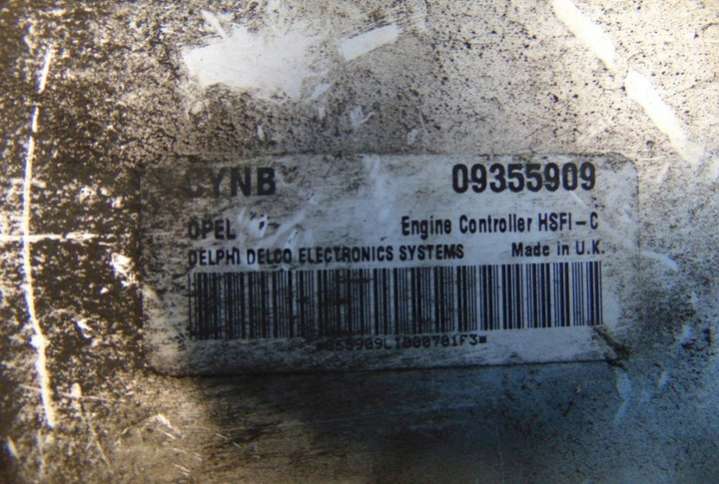 CYNB 09355909
OPEL Engine Controller HSFI-C
DELPHI DELCO ELECTRONICS SYSTEMS Made in U.K.